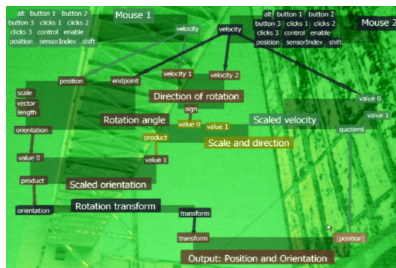 alt button 1 button 2
clicks 1 clicks 2
clicks 3 control enable
position sensorIndex shift
Mouse 1
velocity
velocity
alt button 1 button 2
button 3 clicks 1 clicks 2
clicks 3 control enable
position sensorIndex shift
Mouse 2
position
endpoint
velocity 1
velocity 2
scale
vector
length
Direction of rotation
value 0
sign
value 1
orientation
Rotation angle
value 0
value 1
Scaled velocity
quotient
product
Scale and direction
value 0
value 1
product
Scaled orientation
orientation
Rotation transform
transform
transform
[position]
Output: Position and Orientation